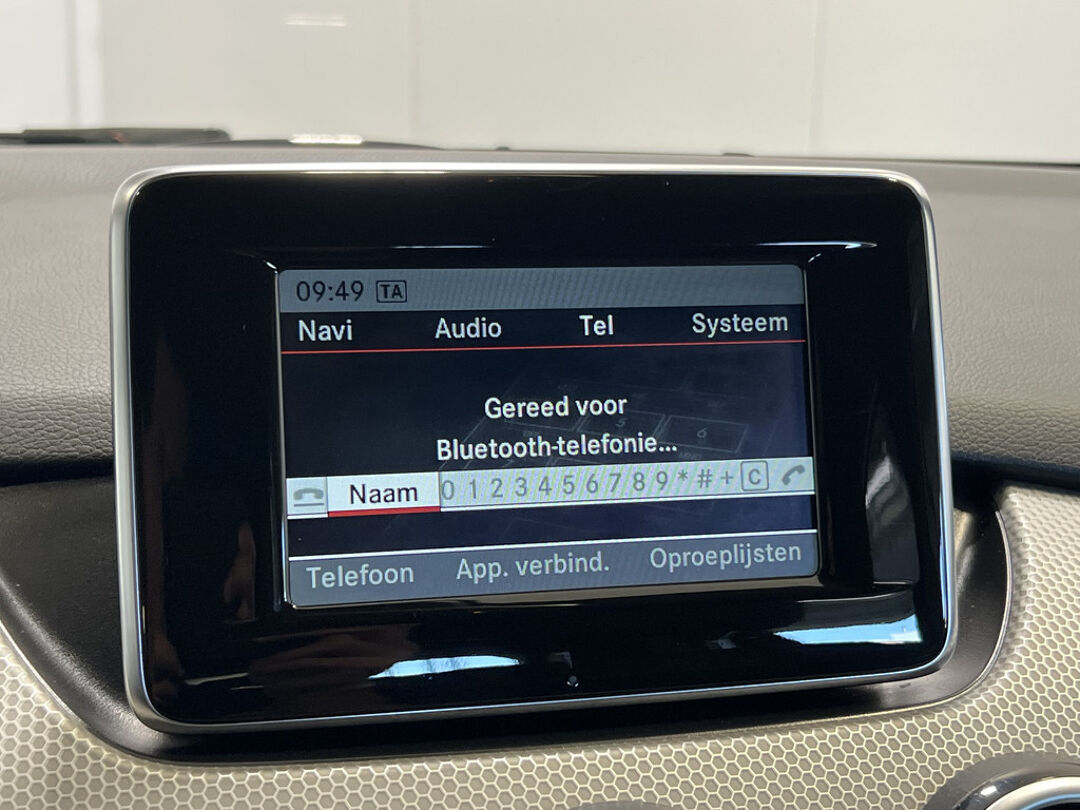 09:49 TA
Navi Audio Tel Systeem
Gereed voor
Bluetooth-telefonie...
Naam 0 1 2 3 4 5 6 7 8 9 * # + C
Telefoon App. verbind. Oproeplijsten